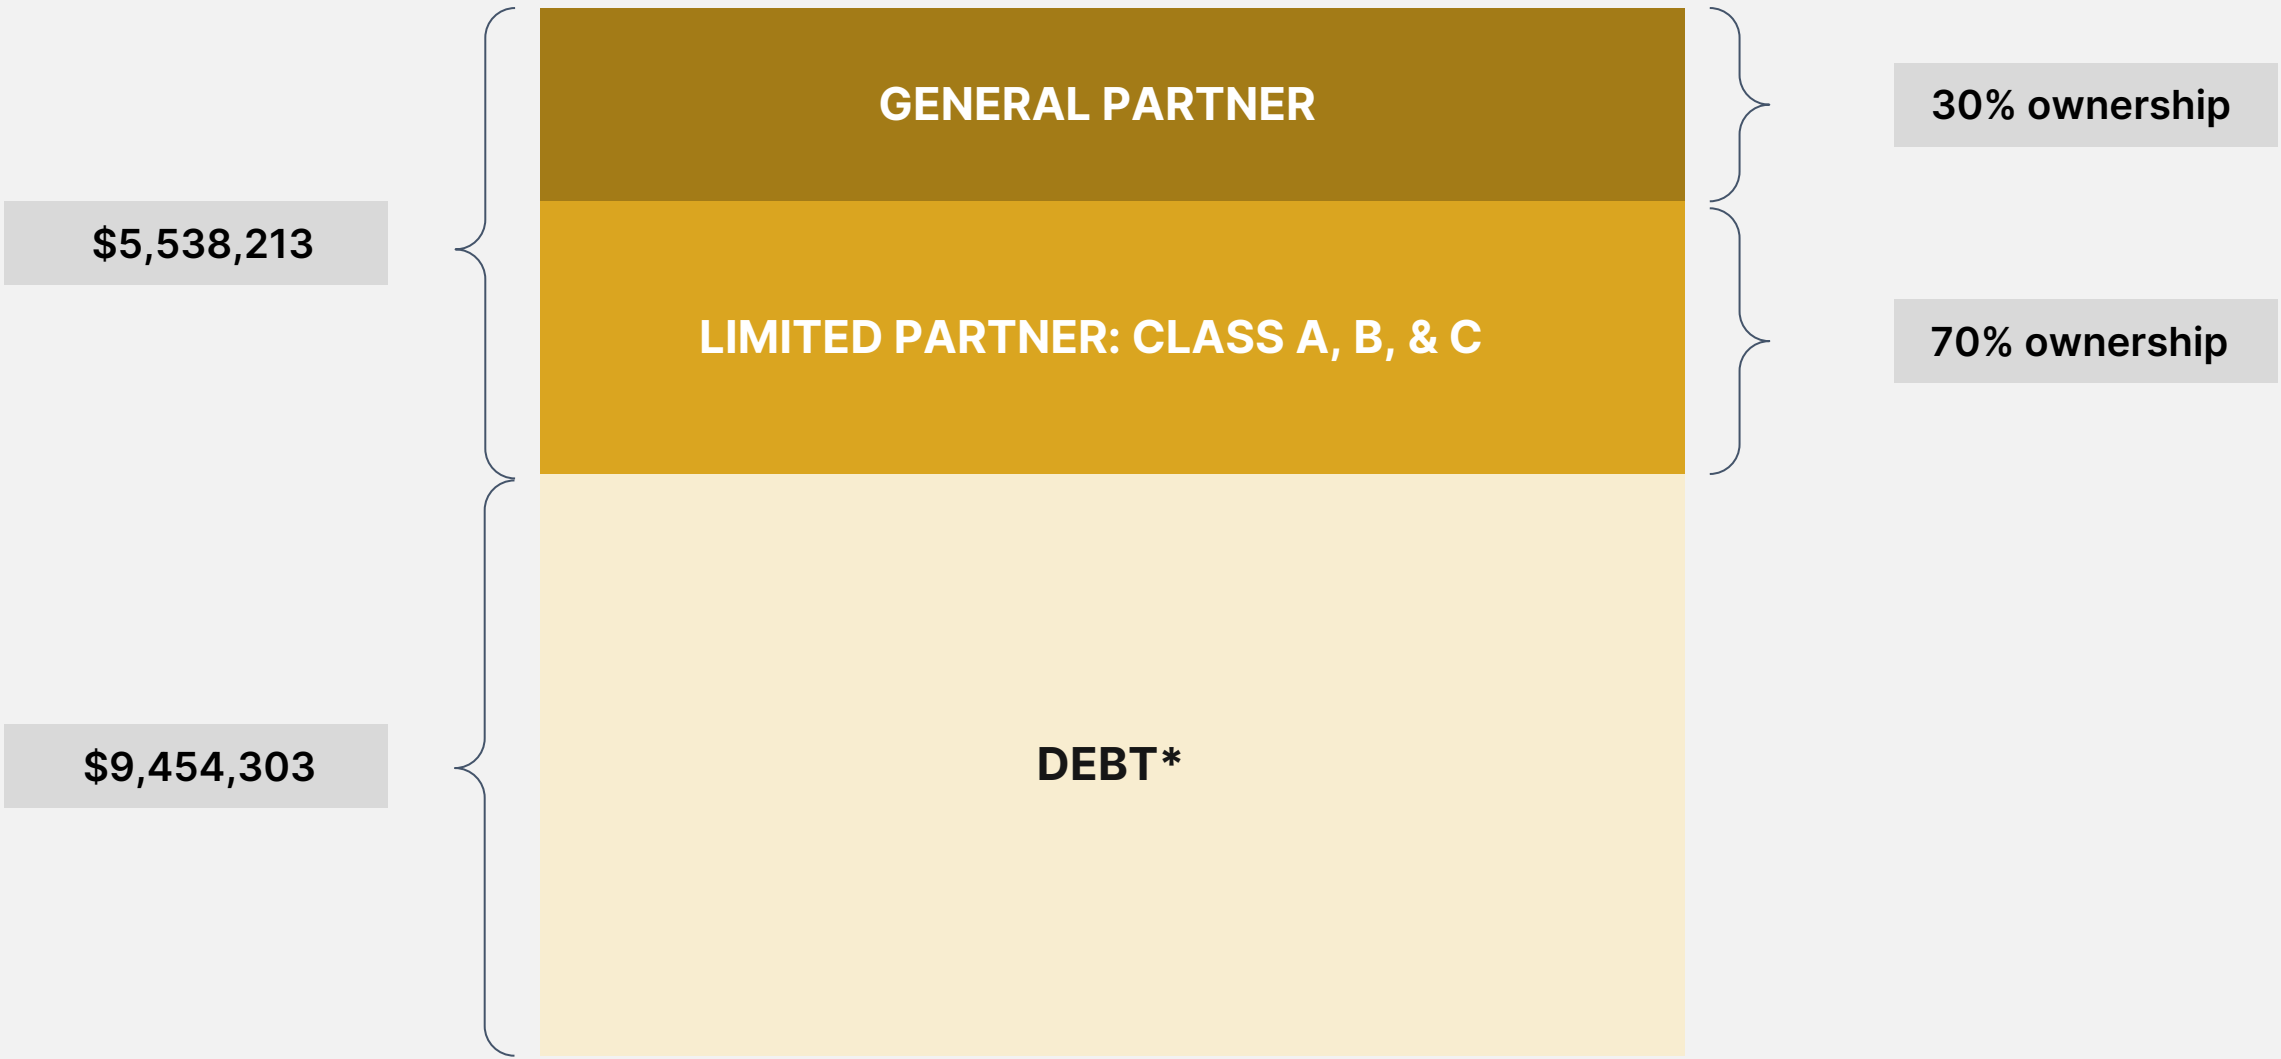 GENERAL PARTNER
30% ownership
$5,538,213
LIMITED PARTNER: CLASS A, B, & C
70% ownership
$9,454,303
DEBT*